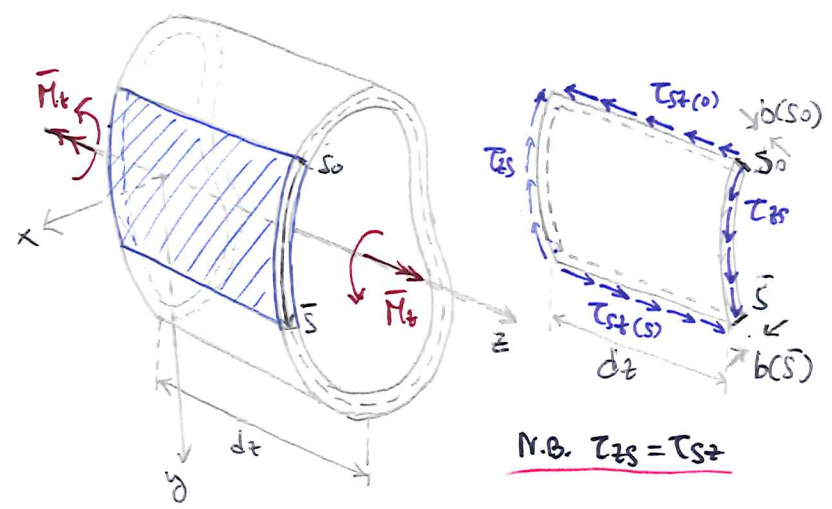 M̄t
S0
S̄
x
y
z
M̄t
dz
τsz(0)
b(S0)
S0
τzs
τzs
S̄
τsz(s)
b(S̄)
dz
N.B. τzs = τsz